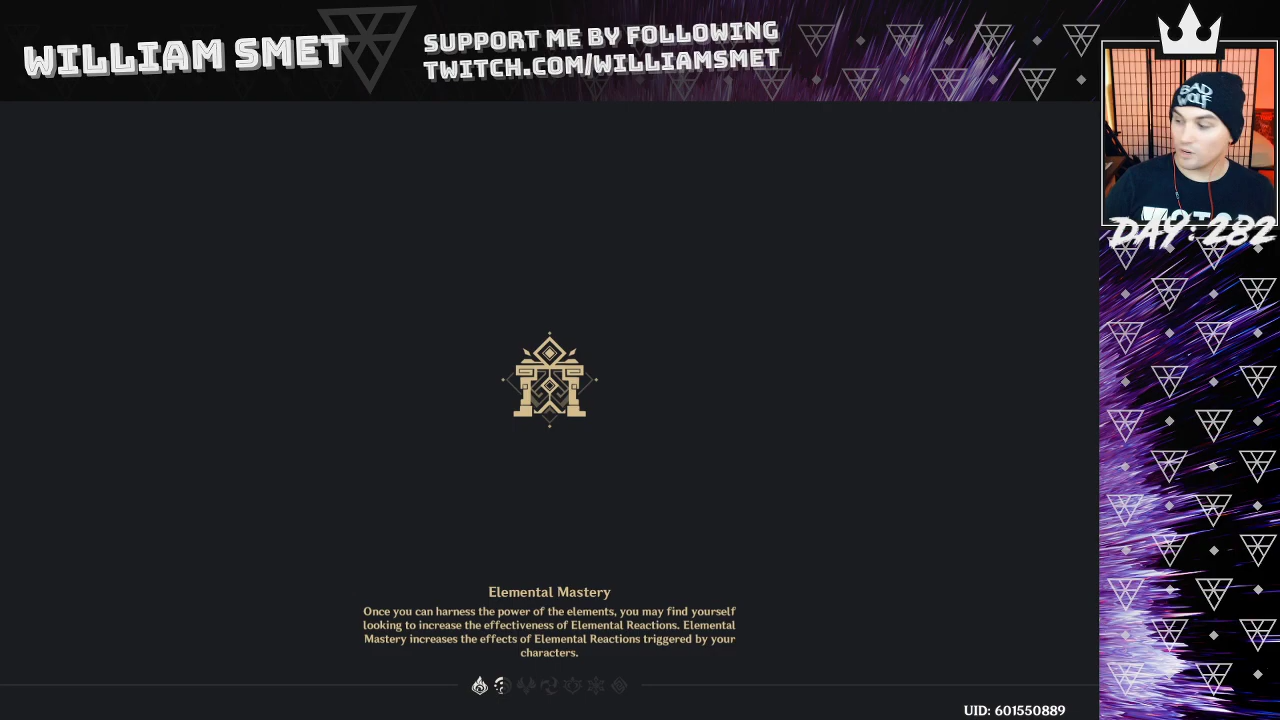 WILLIAM SMET
SUPPORT ME BY FOLLOWING
TWITCH.COM/WILLIAMSMET
BAD
WOLF
DAY: 282
Elemental Mastery
Once you can harness the power of the elements, you may find yourself
looking to increase the effectiveness of Elemental Reactions. Elemental
Mastery increases the effects of Elemental Reactions triggered by your
characters.
UID: 601550889